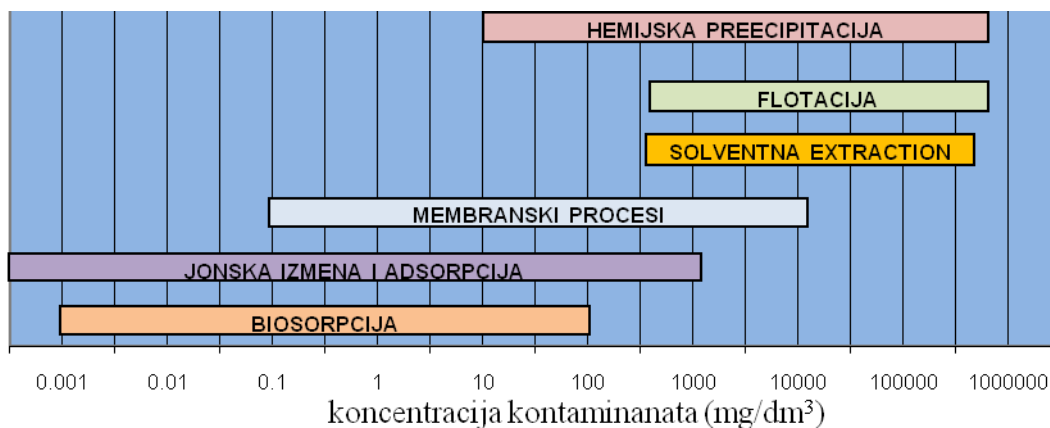 HEMIJSKA PREECIPITACIJA
FLOTACIJA
SOLVENTNA EXTRACTION
MEMBRANSKI PROCESI
JONSKA IZMENA I ADSORPCIJA
BIOSORPCIJA
0.001 0.01 0.1 1 10 100 1000 10000 100000 1000000
koncentracija kontaminanata (mg/dm³)